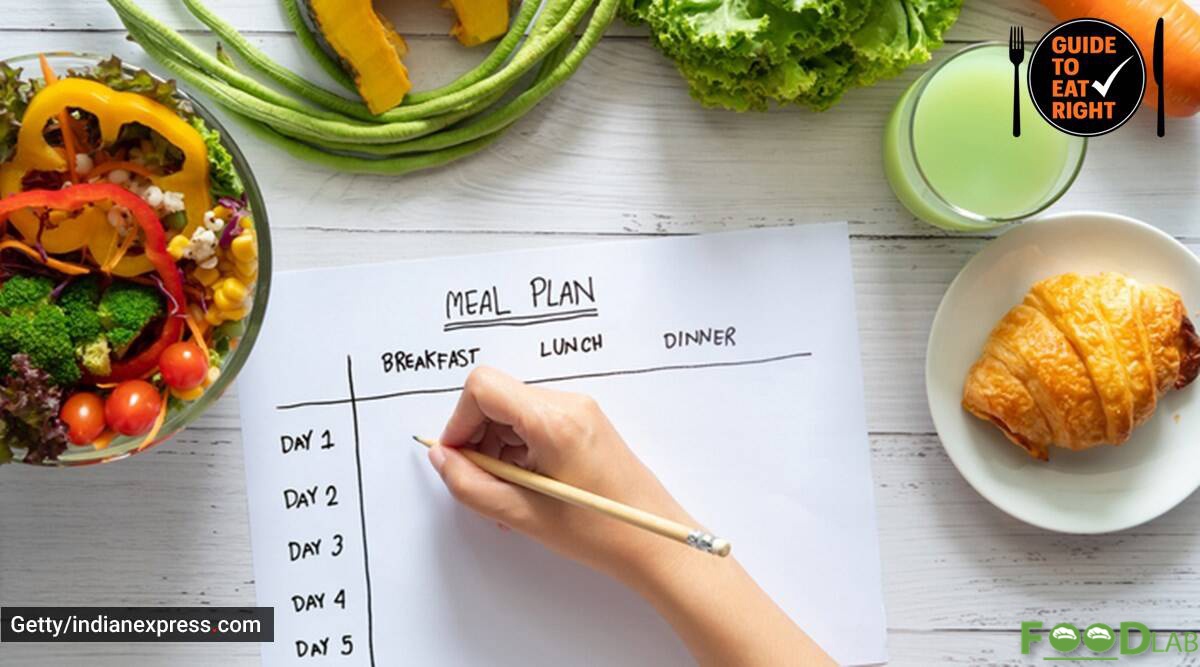 GUIDE
TO
EAT
RIGHT
MEAL PLAN
BREAKFAST LUNCH DINNER
DAY 1
DAY 2
DAY 3
DAY 4
DAY 5
Getty/indianexpress.com
FOODLAB